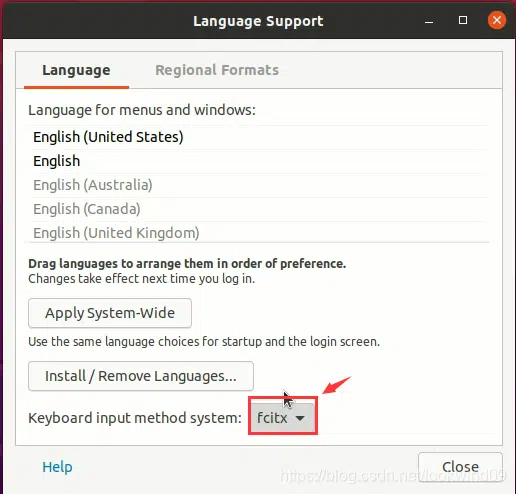 Language Support
Language
Regional Formats
Language for menus and windows:
English (United States)
English
English (Australia)
English (Canada)
English (United Kingdom)
Drag languages to arrange them in order of preference.
Changes take effect next time you log in.
Apply System-Wide
Use the same language choices for startup and the login screen.
Install / Remove Languages...
Keyboard input method system: fcitx
Help
Close
https://blog.csdn.net/lookwind09